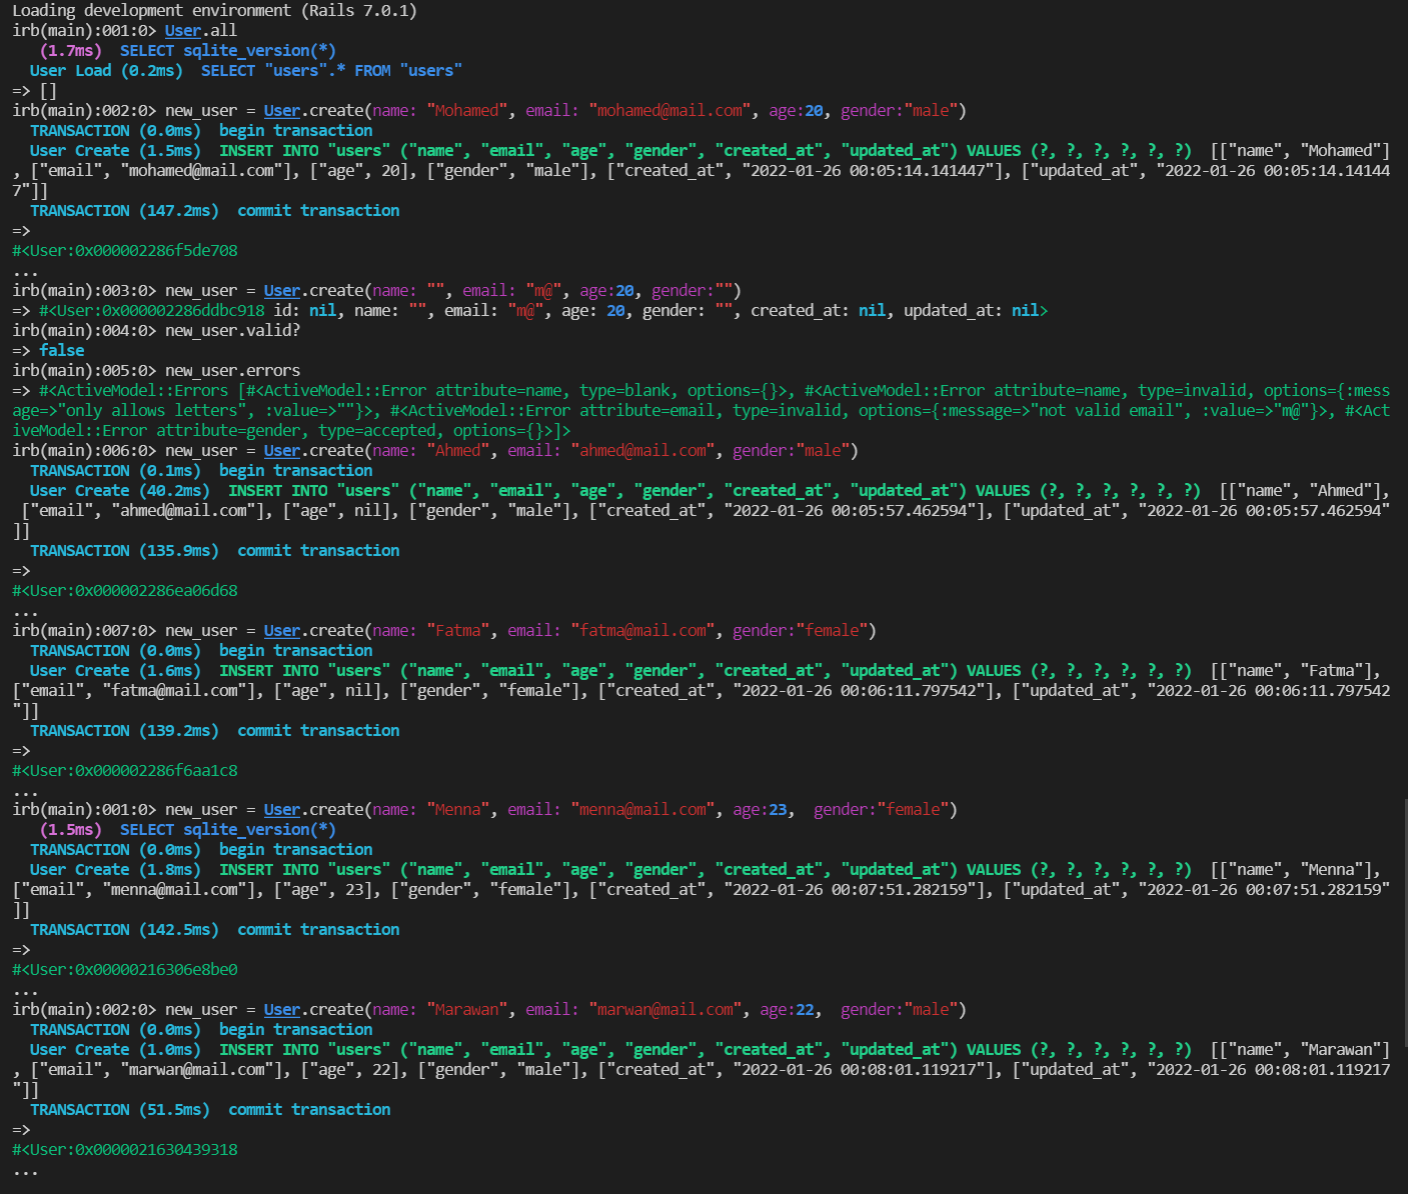 Loading development environment (Rails 7.0.1)
irb(main):001:0> User.all
(1.7ms)  SELECT sqlite_version(*)
User Load (0.2ms)  SELECT "users".* FROM "users"
=> []
irb(main):002:0> new_user = User.create(name: "Mohamed", email: "mohamed@mail.com", age:20, gender:"male")
TRANSACTION (0.0ms)  begin transaction
User Create (1.5ms)  INSERT INTO "users" ("name", "email", "age", "gender", "created_at", "updated_at") VALUES (?, ?, ?, ?, ?, ?)  [["name", "Mohamed"]
, ["email", "mohamed@mail.com"], ["age", 20], ["gender", "male"], ["created_at", "2022-01-26 00:05:14.141447"], ["updated_at", "2022-01-26 00:05:14.14144
7"]]
TRANSACTION (147.2ms)  commit transaction
=>
#<User:0x000002286f5de708
...
irb(main):003:0> new_user = User.create(name: "", email: "m@", age:20, gender:"")
=> #<User:0x000002286ddbc918 id: nil, name: "", email: "m@", age: 20, gender: "", created_at: nil, updated_at: nil>
irb(main):004:0> new_user.valid?
=> false
irb(main):005:0> new_user.errors
=> #<ActiveModel::Errors [#<ActiveModel::Error attribute=name, type=blank, options={}>, #<ActiveModel::Error attribute=name, type=invalid, options={:mess
age=>"only allows letters", :value=>""}>, #<ActiveModel::Error attribute=email, type=invalid, options={:message=>"not valid email", :value=>"m@"}>, #<Act
iveModel::Error attribute=gender, type=accepted, options={}>]>
irb(main):006:0> new_user = User.create(name: "Ahmed", email: "ahmed@mail.com", gender:"male")
TRANSACTION (0.1ms)  begin transaction
User Create (40.2ms)  INSERT INTO "users" ("name", "email", "age", "gender", "created_at", "updated_at") VALUES (?, ?, ?, ?, ?, ?)  [["name", "Ahmed"],
["email", "ahmed@mail.com"], ["age", nil], ["gender", "male"], ["created_at", "2022-01-26 00:05:57.462594"], ["updated_at", "2022-01-26 00:05:57.462594"
]]
TRANSACTION (135.9ms)  commit transaction
=>
#<User:0x000002286ea06d68
...
irb(main):007:0> new_user = User.create(name: "Fatma", email: "fatma@mail.com", gender:"female")
TRANSACTION (0.0ms)  begin transaction
User Create (1.6ms)  INSERT INTO "users" ("name", "email", "age", "gender", "created_at", "updated_at") VALUES (?, ?, ?, ?, ?, ?)  [["name", "Fatma"],
["email", "fatma@mail.com"], ["age", nil], ["gender", "female"], ["created_at", "2022-01-26 00:06:11.797542"], ["updated_at", "2022-01-26 00:06:11.797542
"]]
TRANSACTION (139.2ms)  commit transaction
=>
#<User:0x000002286f6aa1c8
...
irb(main):001:0> new_user = User.create(name: "Menna", email: "menna@mail.com", age:23,  gender:"female")
(1.5ms)  SELECT sqlite_version(*)
TRANSACTION (0.0ms)  begin transaction
User Create (1.8ms)  INSERT INTO "users" ("name", "email", "age", "gender", "created_at", "updated_at") VALUES (?, ?, ?, ?, ?, ?)  [["name", "Menna"],
["email", "menna@mail.com"], ["age", 23], ["gender", "female"], ["created_at", "2022-01-26 00:07:51.282159"], ["updated_at", "2022-01-26 00:07:51.282159"
]]
TRANSACTION (142.5ms)  commit transaction
=>
#<User:0x00000216306e8be0
...
irb(main):002:0> new_user = User.create(name: "Marawan", email: "marwan@mail.com", age:22,  gender:"male")
TRANSACTION (0.0ms)  begin transaction
User Create (1.0ms)  INSERT INTO "users" ("name", "email", "age", "gender", "created_at", "updated_at") VALUES (?, ?, ?, ?, ?, ?)  [["name", "Marawan"]
, ["email", "marwan@mail.com"], ["age", 22], ["gender", "male"], ["created_at", "2022-01-26 00:08:01.119217"], ["updated_at", "2022-01-26 00:08:01.119217
"]]
TRANSACTION (51.5ms)  commit transaction
=>
#<User:0x0000021630439318
...